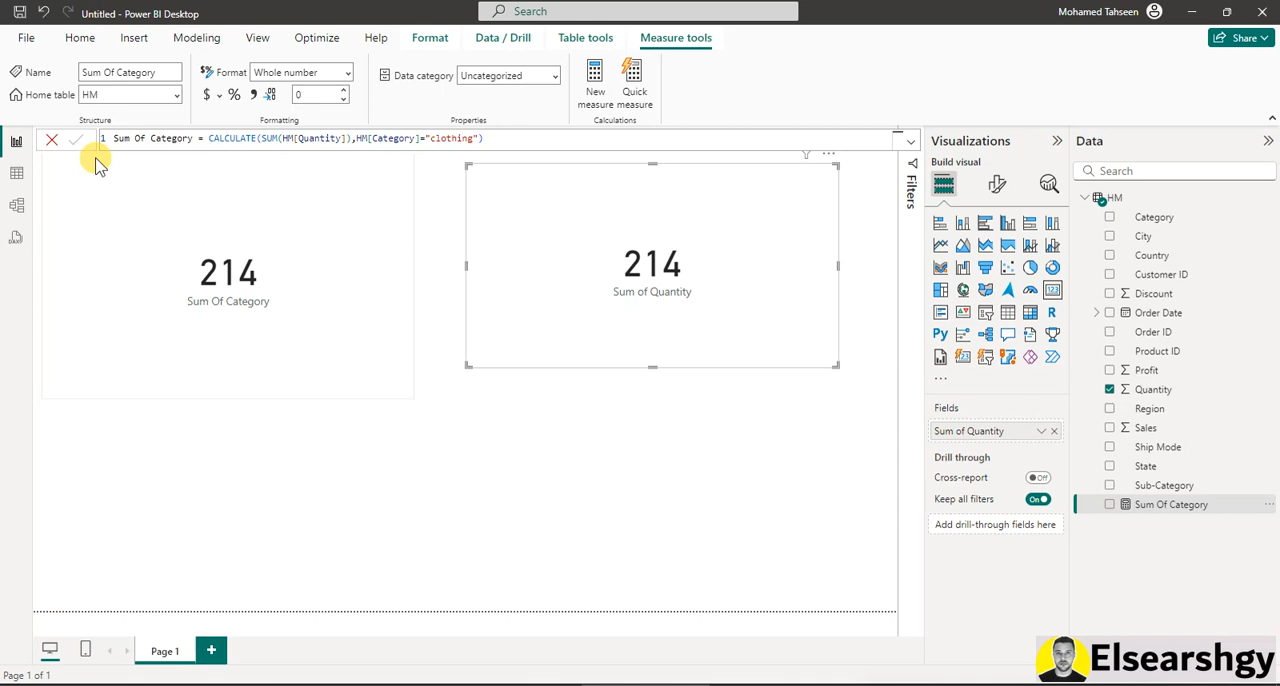 Untitled - Power BI Desktop
Search
Mohamed Tahseen
File
Home
Insert
Modeling
View
Optimize
Help
Format
Data / Drill
Table tools
Measure tools
Share
Name
Sum Of Category
Home table
HM
Structure
Format
Whole number
$
%
0
Formatting
Data category
Uncategorized
Properties
New
measure
Quick
measure
Calculations
1 Sum Of Category = CALCULATE(SUM(HM[Quantity]),HM[Category]="clothing")
214
Sum Of Category
214
Sum of Quantity
Filters
Visualizations
Build visual
123
R
Py
123
Fields
Sum of Quantity
Drill through
Cross-report
Off
Keep all filters
On
Add drill-through fields here
Data
Search
HM
Category
City
Country
Customer ID
Discount
Order Date
Order ID
Product ID
Profit
Quantity
Region
Sales
Ship Mode
State
Sub-Category
Sum Of Category
Page 1
Page 1 of 1
Elsearshgy